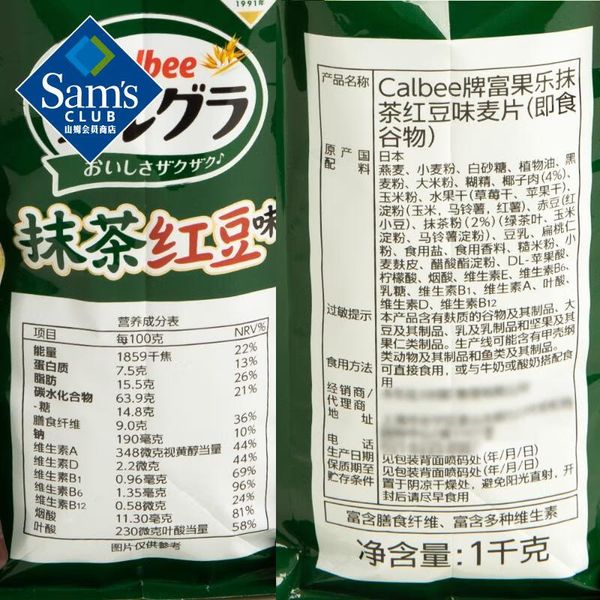 1991年
Calbee
Sam's
CLUB
山姆会员商店
フルグラ
おいしさザクザク♪
抹茶红豆味
营养成分表
项目 每100克 NRV%
能量 1859千焦 22%
蛋白质 7.5克 13%
脂肪 15.5克 26%
碳水化合物 63.9克 21%
-糖 14.8克
膳食纤维 9.0克 36%
钠 190毫克 10%
维生素A 348微克视黄醇当量 44%
维生素D 2.2微克 44%
维生素B1 0.96毫克 69%
维生素B6 1.35毫克 96%
维生素B12 0.58微克 24%
烟酸 11.30毫克 81%
叶酸 230微克叶酸当量 58%
图片仅供参考
产品名称 Calbee牌富果乐抹
茶红豆味麦片(即食
谷物)
原产国 日本
配料 燕麦、小麦粉、白砂糖、植物油、黑
麦粉、大米粉、糊精、椰子肉(4%)、
玉米粉、水果干(草莓干、苹果干)、
淀粉(玉米,马铃薯,红薯)、赤豆(红
小豆)、抹茶粉(2%)(绿茶叶、玉米
淀粉、马铃薯淀粉)、豆乳、扁桃仁
粉、食用盐、食用香料、糙米粉、小
麦麸皮、醋酸酯淀粉、DL-苹果酸、
柠檬酸、烟酸、维生素E、维生素B6、
乳糖、维生素B1、维生素A、叶酸、
维生素D、维生素B12
过敏提示 本产品含有麸质的谷物及其制品、大
豆及其制品、乳及乳制品和坚果及其
果仁类制品。生产线可能含有甲壳纲
类动物及其制品和鱼类及其制品。
食用方法 可直接食用，或与牛奶或酸奶搭配食
用
经销商/
代理商
地址
电话
生产日期 见包装背面喷码处(年/月/日)
保质期至 见包装背面喷码处(年/月/日)
贮存条件 置于阴凉干燥处，避免阳光直射，开
封后请尽早食用
富含膳食纤维、富含多种维生素
净含量:1千克